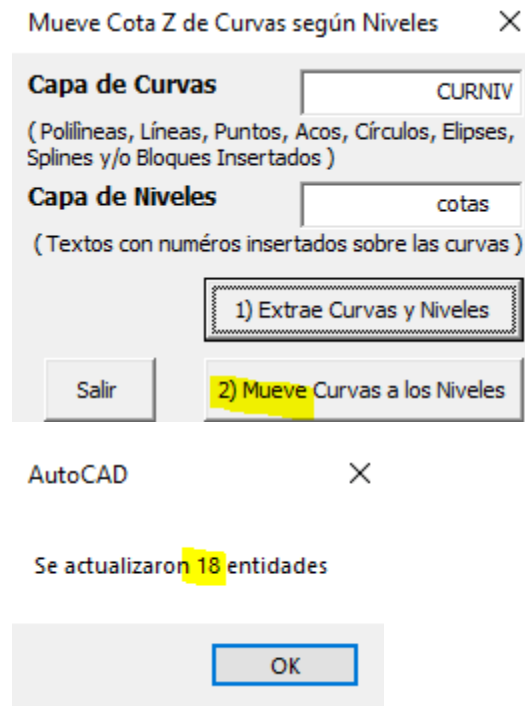 Mueve Cota Z de Curvas según Niveles
Capa de Curvas
CURNIV
( Polilineas, Líneas, Puntos, Acos, Círculos, Elipses,
Splines y/o Bloques Insertados )
Capa de Niveles
cotas
( Textos con numéros insertados sobre las curvas )
1) Extrae Curvas y Niveles
Salir
2) Mueve Curvas a los Niveles
AutoCAD
Se actualizaron 18 entidades
OK